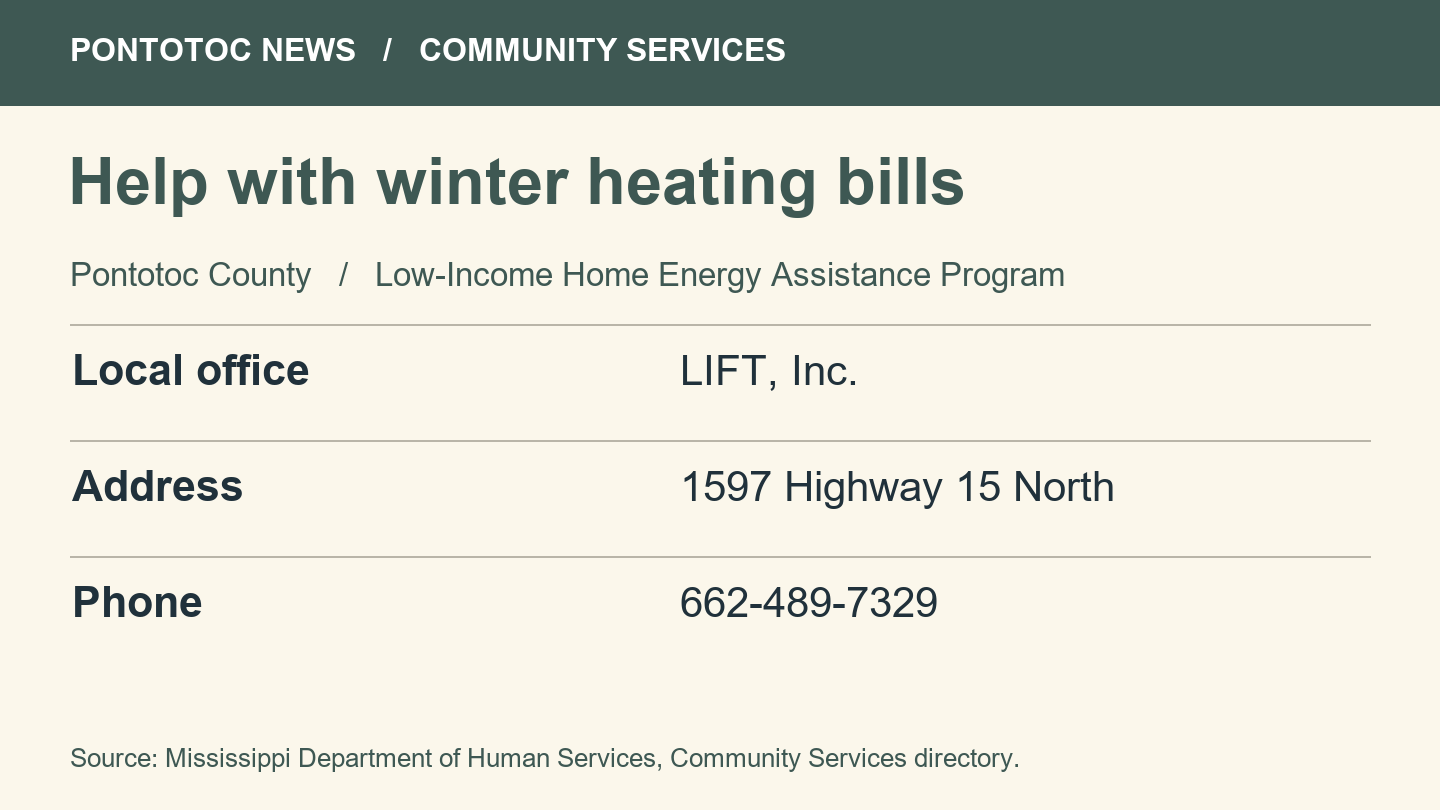 PONTOTOC NEWS / COMMUNITY SERVICES
Help with winter heating bills
Pontotoc County / Low-Income Home Energy Assistance Program
Local office LIFT, Inc.
Address 1597 Highway 15 North
Phone 662-489-7329
Source: Mississippi Department of Human Services, Community Services directory.